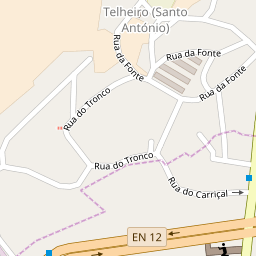 Telheiro (Santo
António)
Rua da Fonte
Rua da Fonte
Rua da Fonte
Rua do Tronco
Rua do Tronco
Rua do Carriçal
EN 12